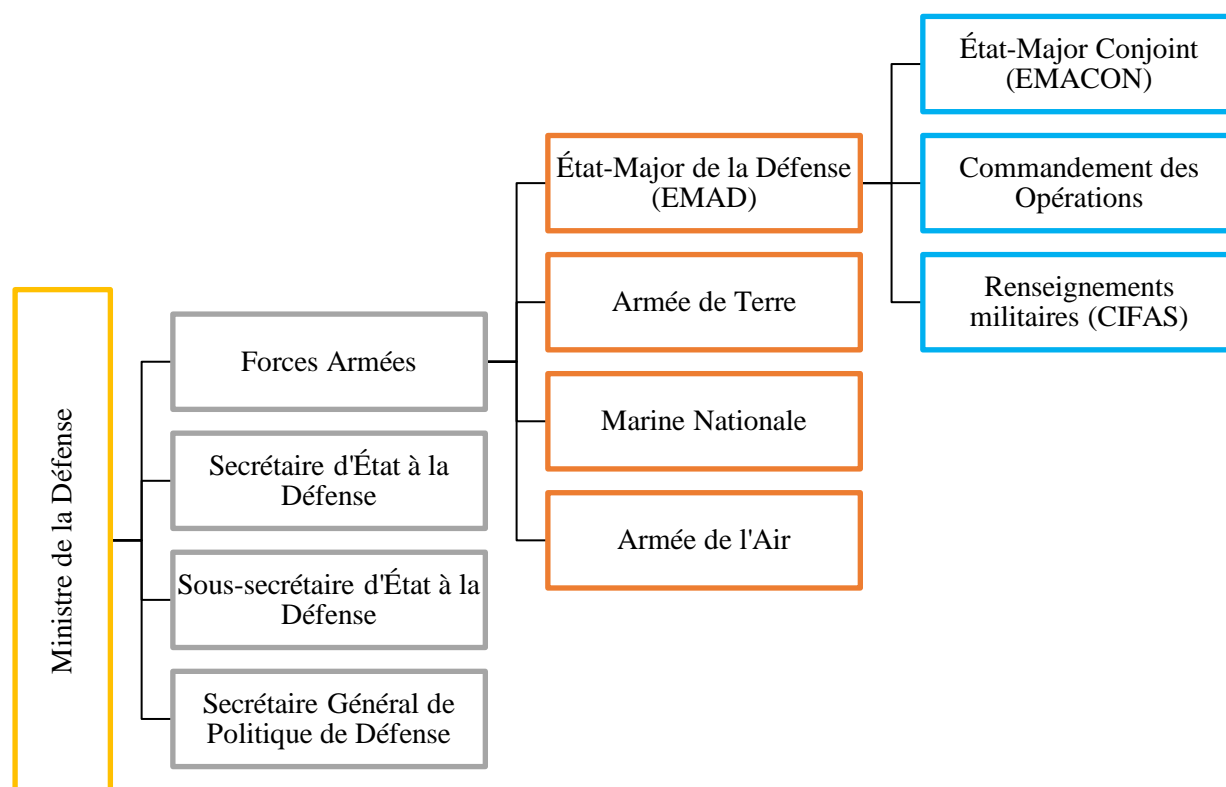 Ministre de la Défense
Forces Armées
Secrétaire d'État à la
Défense
Sous-secrétaire d'État à la
Défense
Secrétaire Général de
Politique de Défense
État-Major de la Défense
(EMAD)
Armée de Terre
Marine Nationale
Armée de l'Air
État-Major Conjoint
(EMACON)
Commandement des
Opérations
Renseignements
militaires (CIFAS)